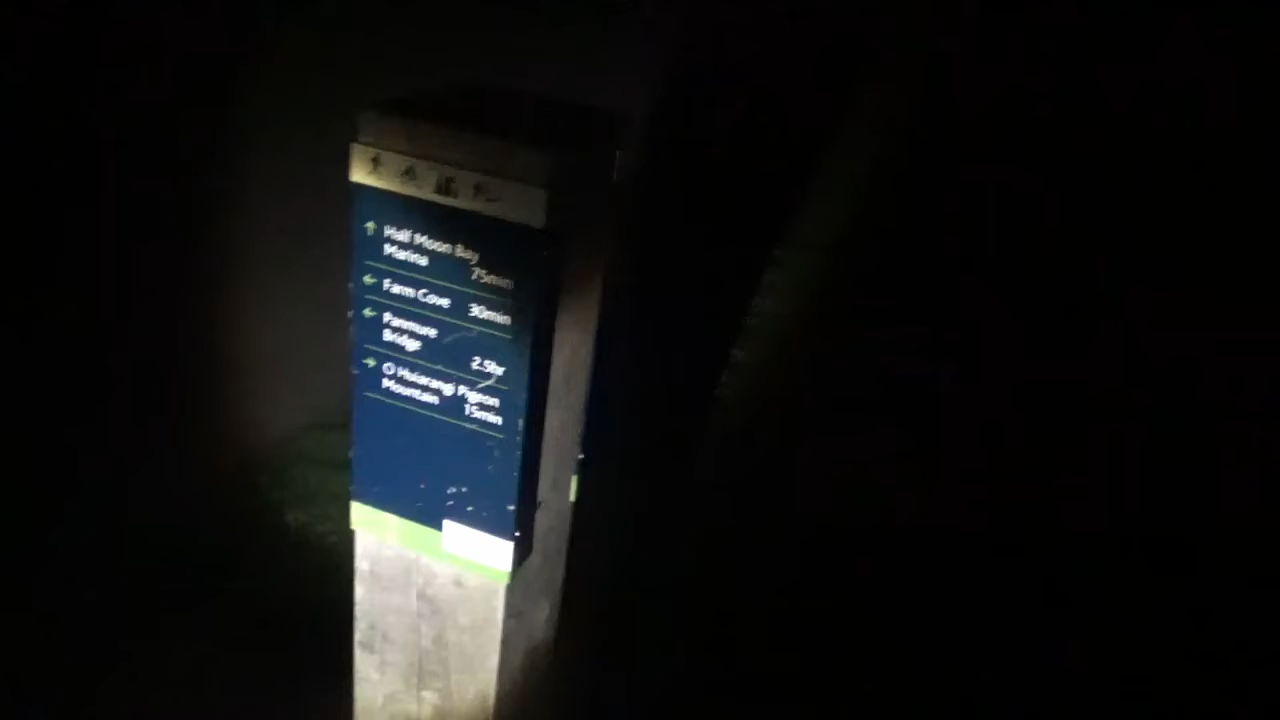 Half Moon Bay
Marina 75min
Farm Cove 30min
Panmure
Bridge 2.5hr
O Huiarangi Pigeon
Mountain 15min